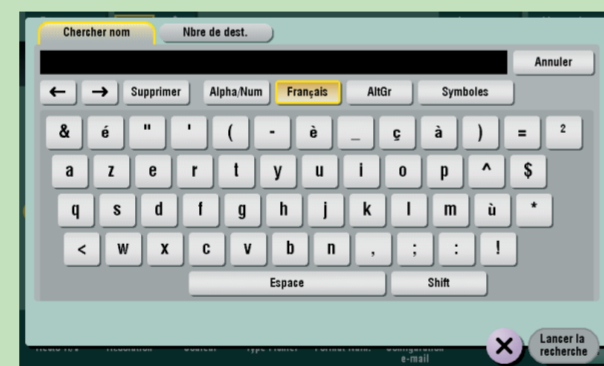 Chercher nom Nbre de dest.
Annuler
← → Supprimer Alpha/Num Français AltGr Symboles
& é " ' ( - è _ ç à ) = ²
a z e r t y u i o p ^ $
q s d f g h j k l m ù *
< w x c v b n , ; : !
Espace Shift
e-mail
Lancer la
recherche